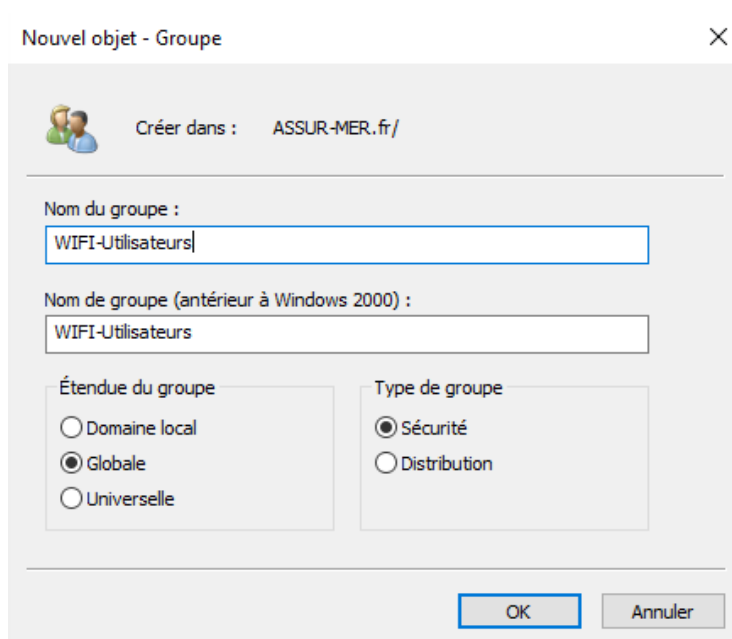 Nouvel objet - Groupe
Créer dans : ASSUR-MER.fr/
Nom du groupe :
WIFI-Utilisateurs
Nom de groupe (antérieur à Windows 2000) :
WIFI-Utilisateurs
Étendue du groupe
Domaine local
Globale
Universelle
Type de groupe
Sécurité
Distribution
OK
Annuler